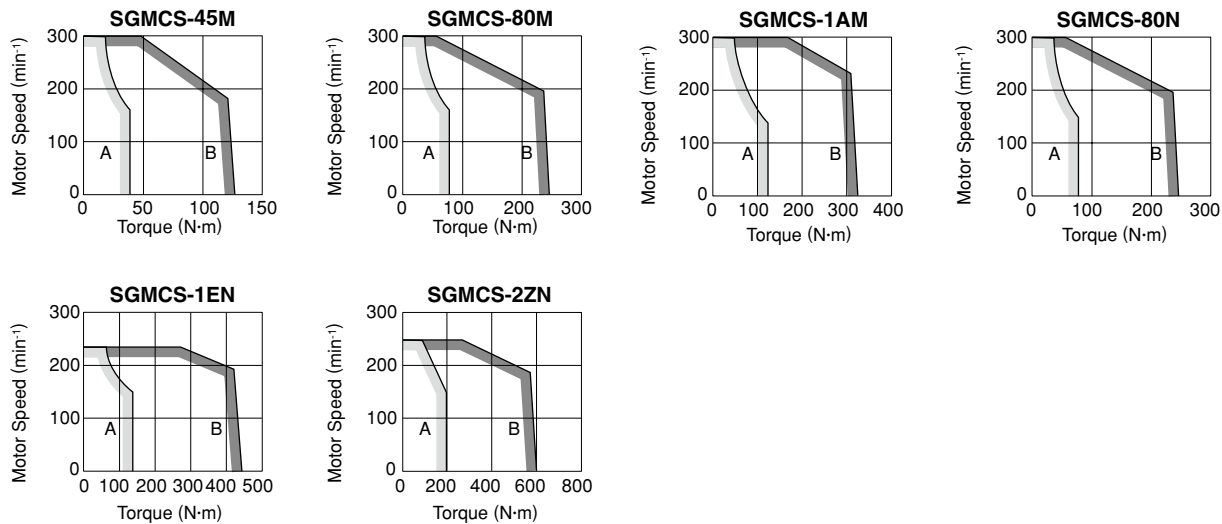 SGMCS-45M
Motor Speed (min⁻¹)
300
200
100
0
A
B
0 50 100 150
Torque (N·m)
SGMCS-80M
Motor Speed (min⁻¹)
300
200
100
0
A
B
0 100 200 300
Torque (N·m)
SGMCS-1AM
Motor Speed (min⁻¹)
300
200
100
0
A
B
0 100 200 300 400
Torque (N·m)
SGMCS-80N
Motor Speed (min⁻¹)
300
200
100
0
A
B
0 100 200 300
Torque (N·m)
SGMCS-1EN
Motor Speed (min⁻¹)
300
200
100
0
A
B
0 100 200 300 400 500
Torque (N·m)
SGMCS-2ZN
Motor Speed (min⁻¹)
300
200
100
0
A
B
0 200 400 600 800
Torque (N·m)